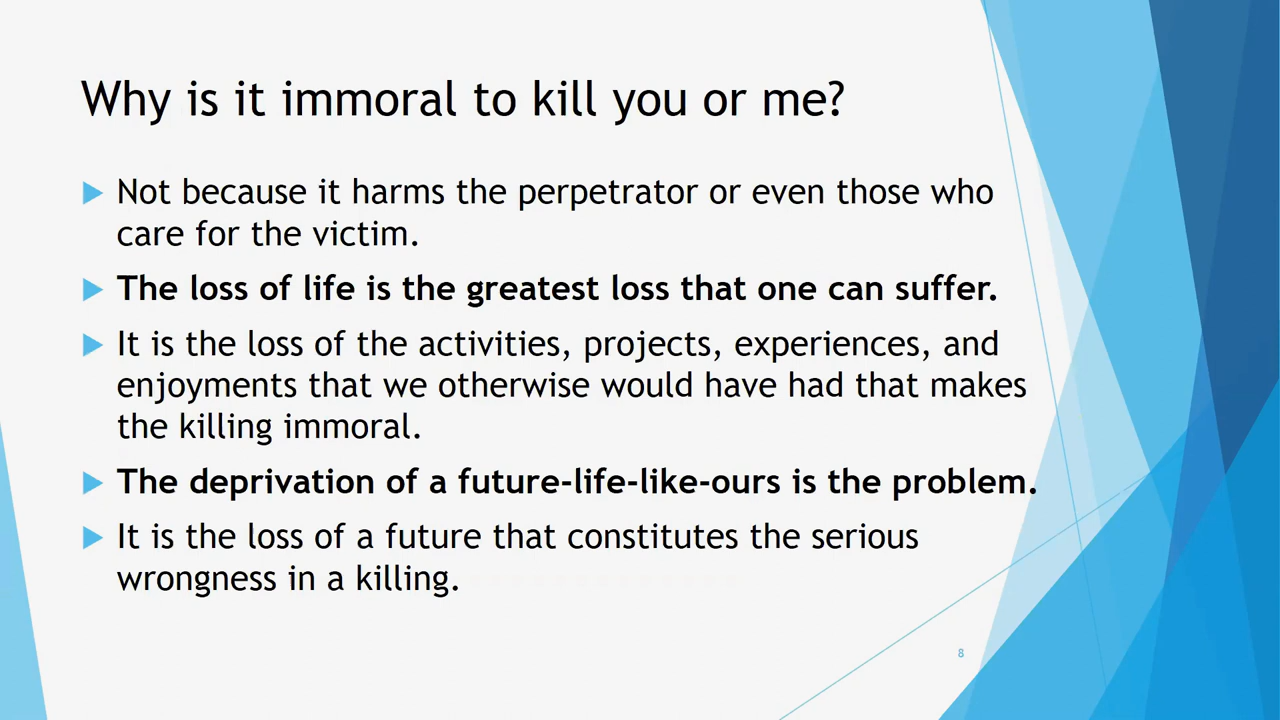 Why is it immoral to kill you or me?
Not because it harms the perpetrator or even those who
care for the victim.
The loss of life is the greatest loss that one can suffer.
It is the loss of the activities, projects, experiences, and
enjoyments that we otherwise would have had that makes
the killing immoral.
The deprivation of a future-life-like-ours is the problem.
It is the loss of a future that constitutes the serious
wrongness in a killing.
8